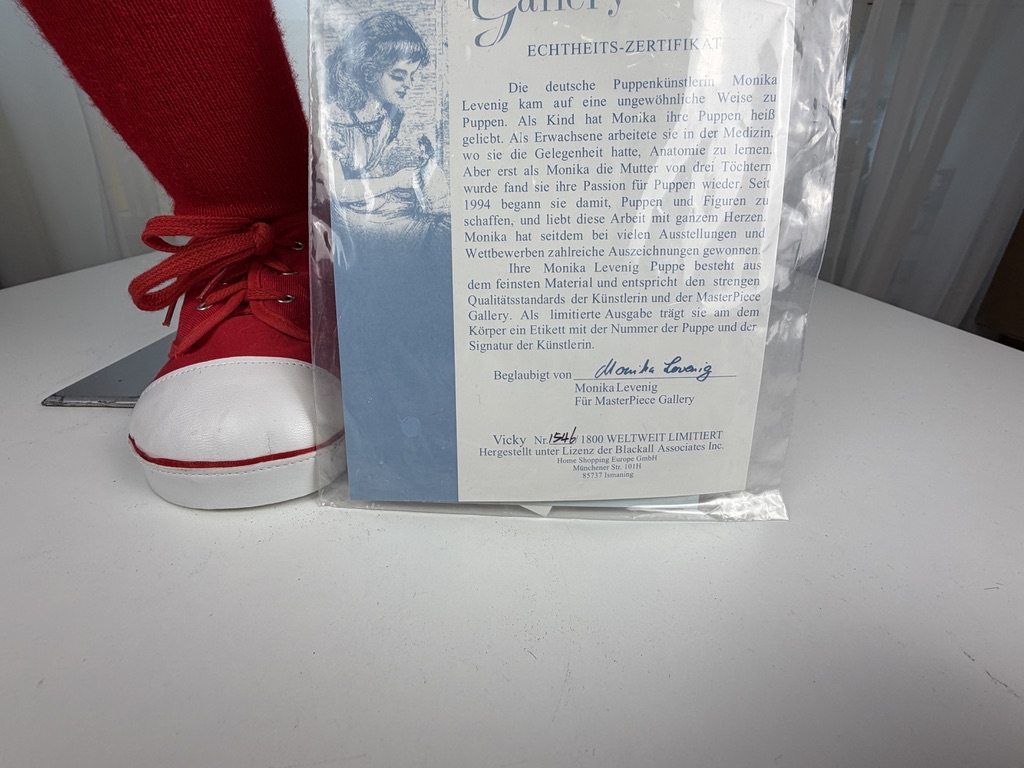 Gallery
ECHTHEITS-ZERTIFIKAT
Die deutsche Puppenkünstlerin Monika
Levenig kam auf eine ungewöhnliche Weise zu
Puppen. Als Kind hat Monika ihre Puppen heiß
geliebt. Als Erwachsene arbeitete sie in der Medizin,
wo sie die Gelegenheit hatte, Anatomie zu lernen.
Aber erst als Monika die Mutter von drei Töchtern
wurde fand sie ihre Passion für Puppen wieder. Seit
1994 begann sie damit, Puppen und Figuren zu
schaffen, und liebt diese Arbeit mit ganzem Herzen.
Monika hat seitdem bei vielen Ausstellungen und
Wettbewerben zahlreiche Auszeichnungen gewonnen.
Ihre Monika Levenig Puppe besteht aus
dem feinsten Material und entspricht den strengen
Qualitätsstandards der Künstlerin und der MasterPiece
Gallery. Als limitierte Ausgabe trägt sie am dem
Körper ein Etikett mit der Nummer der Puppe und der
Signatur der Künstlerin.
Beglaubigt von Monika Levenig
Monika Levenig
Für MasterPiece Gallery
Vicky Nr. 1546/1800 WELTWEIT LIMITIERT
Hergestellt unter Lizenz der Blackall Associates Inc.
Home Shopping Europe GmbH
Münchener Str. 101H
85737 Ismaning